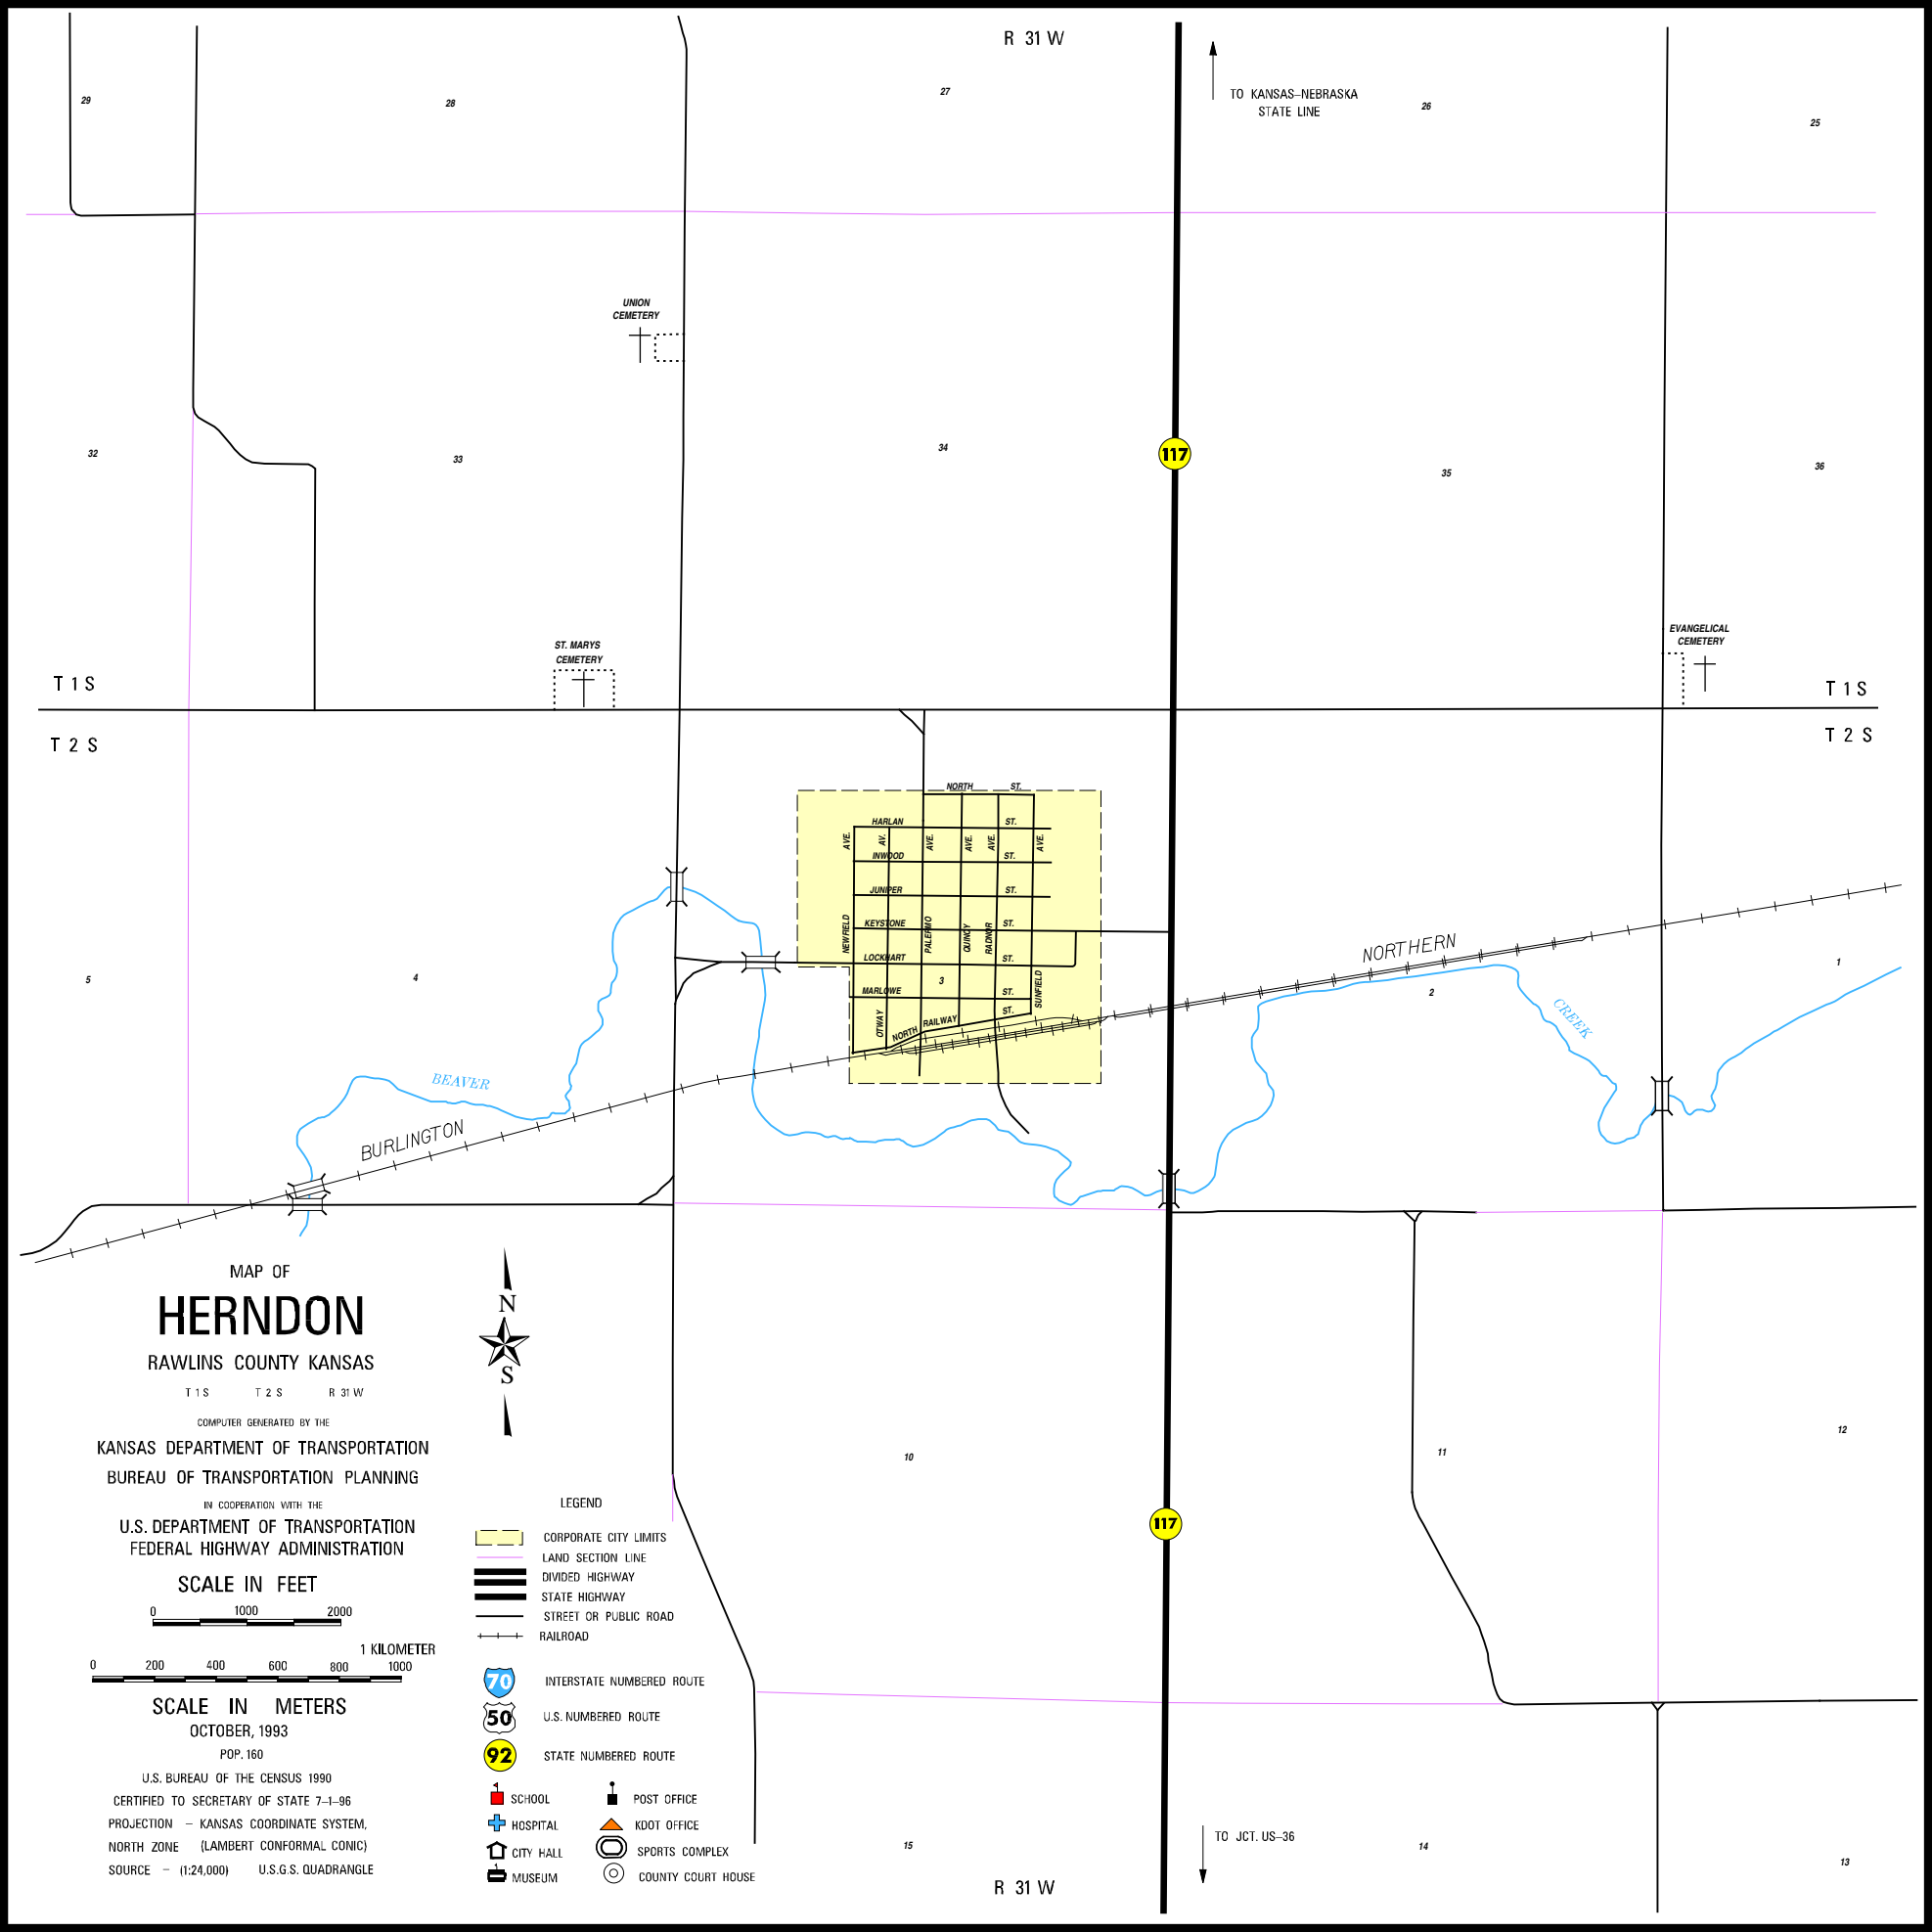 R 31 W
TO KANSAS–NEBRASKA
STATE LINE
29
28
27
26
25
UNION
CEMETERY
32
33
34
117
35
36
ST. MARYS
CEMETERY
EVANGELICAL
CEMETERY
T 1 S
T 1 S
T 2 S
T 2 S
NORTH ST.
HARLAN ST.
AVE. AV. AVE. AVE. AVE. AVE.
INWOOD ST.
JUNIPER ST.
KEYSTONE ST.
NEWFIELD
PALERMO
QUINCY
RADNOR
LOCKHART ST.
3
SUNFIELD
MARLOWE ST.
OTWAY
NORTH RAILWAY ST.
5
4
NORTHERN
2
1
CREEK
BEAVER
BURLINGTON
MAP OF
HERNDON
RAWLINS COUNTY KANSAS
T 1 S T 2 S R 31 W
COMPUTER GENERATED BY THE
KANSAS DEPARTMENT OF TRANSPORTATION
BUREAU OF TRANSPORTATION PLANNING
IN COOPERATION WITH THE
U.S. DEPARTMENT OF TRANSPORTATION
FEDERAL HIGHWAY ADMINISTRATION
SCALE IN FEET
0 1000 2000
1 KILOMETER
0 200 400 600 800 1000
SCALE IN METERS
OCTOBER, 1993
POP. 160
U.S. BUREAU OF THE CENSUS 1990
CERTIFIED TO SECRETARY OF STATE 7–1–96
PROJECTION – KANSAS COORDINATE SYSTEM,
NORTH ZONE (LAMBERT CONFORMAL CONIC)
SOURCE – (1:24,000) U.S.G.S. QUADRANGLE
N
S
LEGEND
CORPORATE CITY LIMITS
LAND SECTION LINE
DIVIDED HIGHWAY
STATE HIGHWAY
STREET OR PUBLIC ROAD
RAILROAD
70 INTERSTATE NUMBERED ROUTE
50 U.S. NUMBERED ROUTE
92 STATE NUMBERED ROUTE
SCHOOL POST OFFICE
HOSPITAL KDOT OFFICE
CITY HALL SPORTS COMPLEX
MUSEUM COUNTY COURT HOUSE
10
11
12
117
15
14
13
TO JCT. US–36
R 31 W